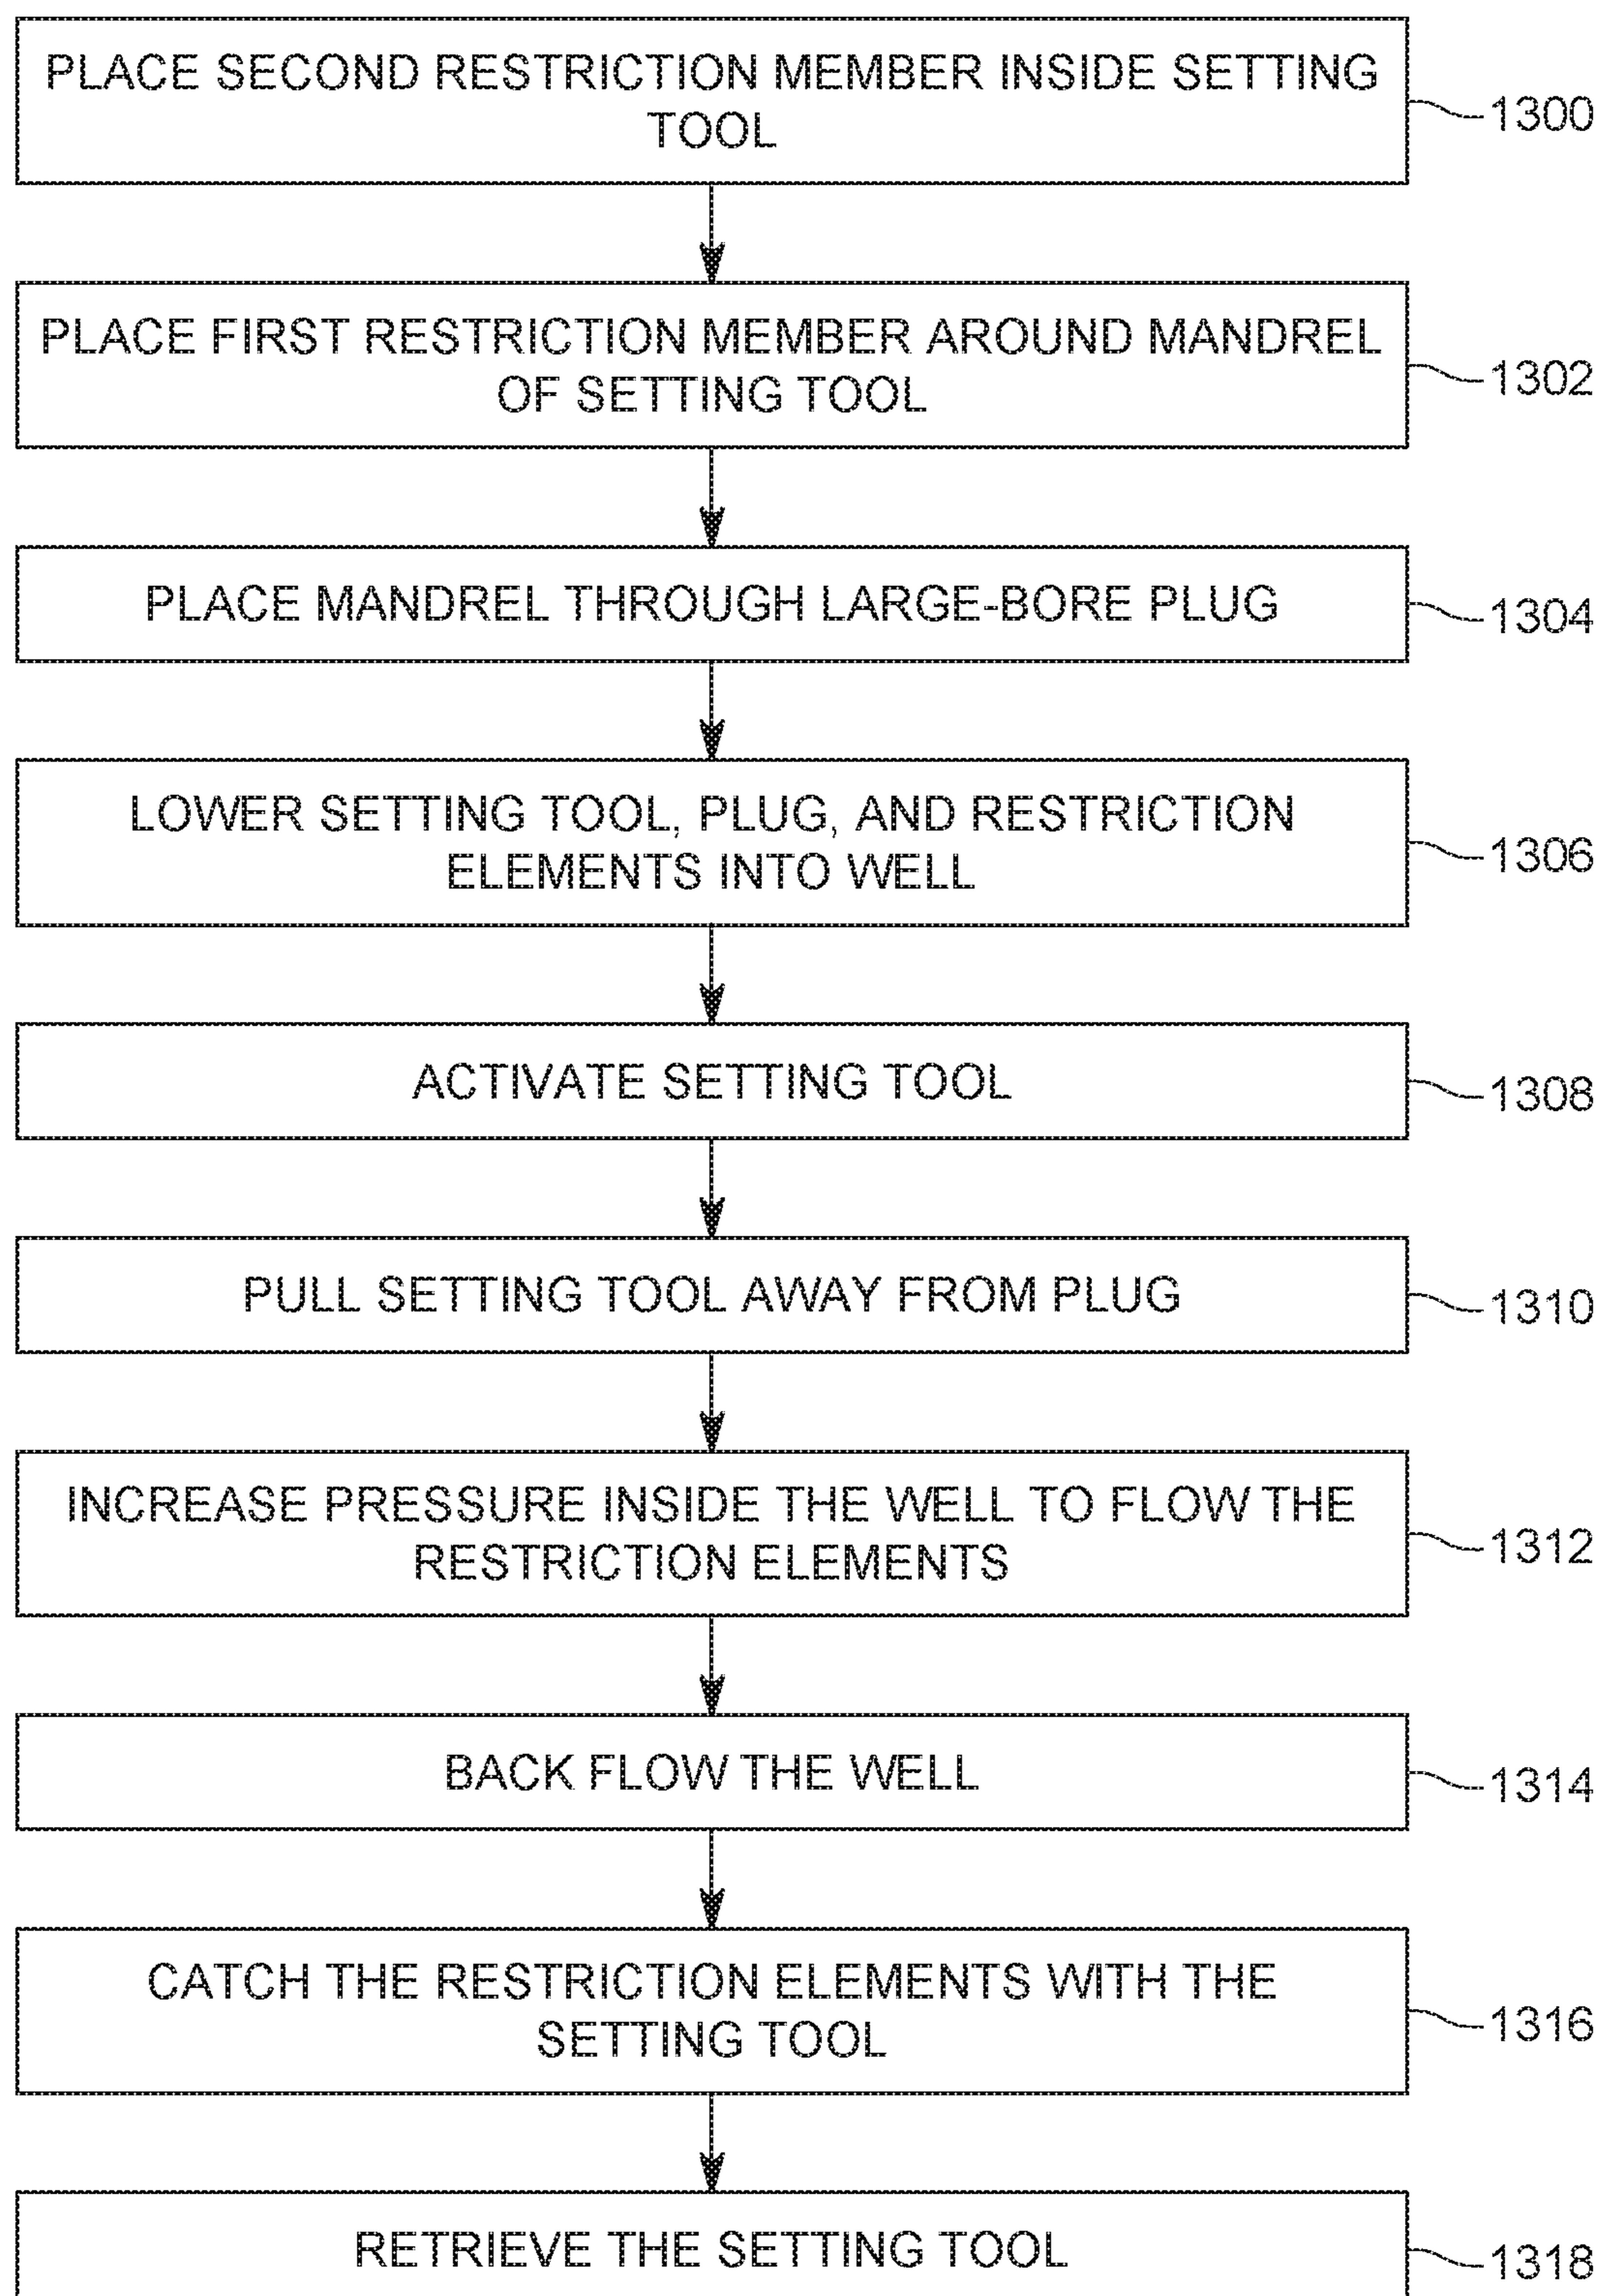 PLACE SECOND RESTRICTION MEMBER INSIDE SETTING
TOOL
1300
PLACE FIRST RESTRICTION MEMBER AROUND MANDREL
OF SETTING TOOL
1302
PLACE MANDREL THROUGH LARGE-BORE PLUG
1304
LOWER SETTING TOOL, PLUG, AND RESTRICTION
ELEMENTS INTO WELL
1306
ACTIVATE SETTING TOOL
1308
PULL SETTING TOOL AWAY FROM PLUG
1310
INCREASE PRESSURE INSIDE THE WELL TO FLOW THE
RESTRICTION ELEMENTS
1312
BACK FLOW THE WELL
1314
CATCH THE RESTRICTION ELEMENTS WITH THE
SETTING TOOL
1316
RETRIEVE THE SETTING TOOL
1318